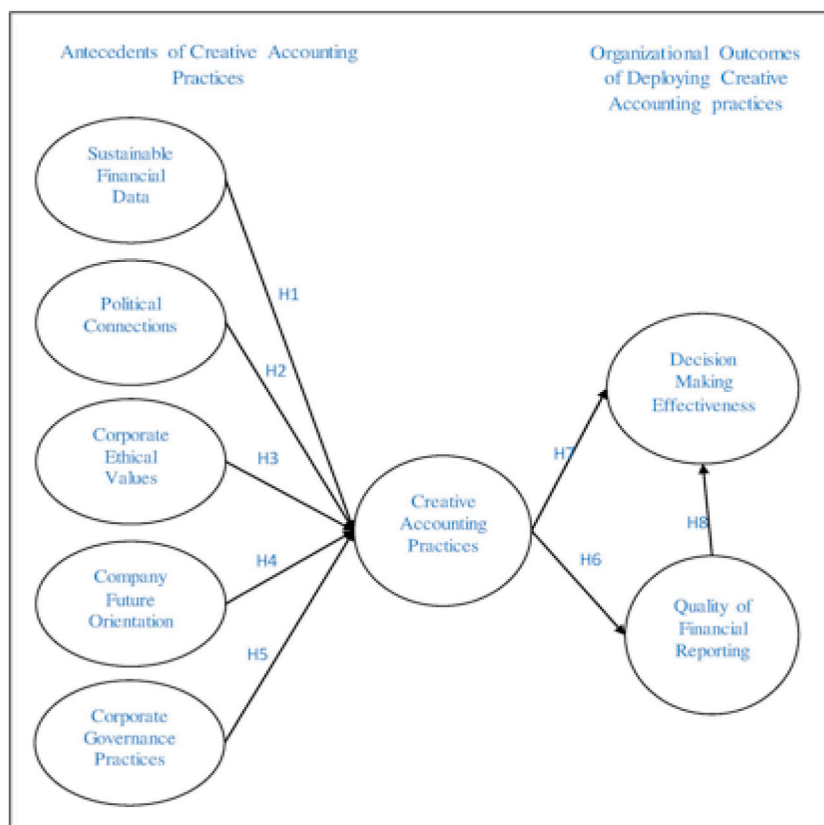 Antecedents of Creative Accounting
Practices
Organizational Outcomes
of Deploying Creative
Accounting practices
Sustainable
Financial
Data
H1
Political
Connections
H2
Corporate
Ethical
Values
H3
Company
Future
Orientation
H4
Corporate
Governance
Practices
H5
Creative
Accounting
Practices
Decision
Making
Effectiveness
H7
H8
H6
Quality of
Financial
Reporting